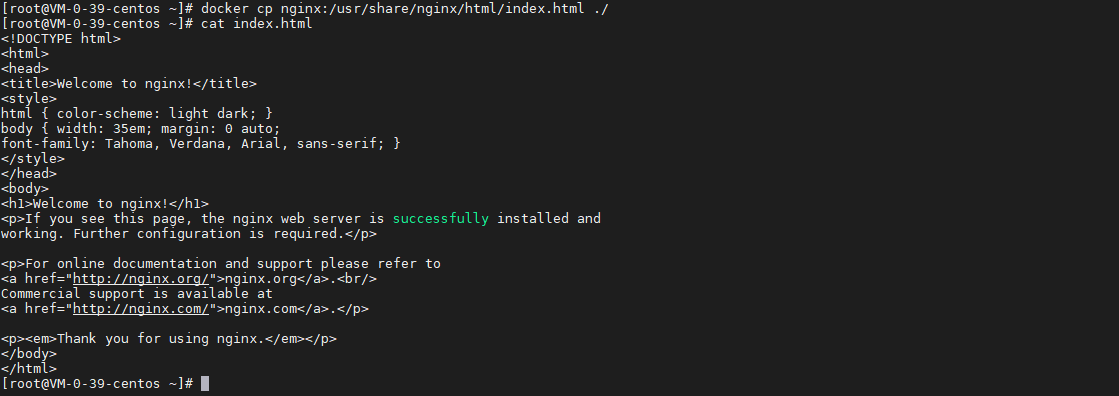 [root@VM-0-39-centos ~]# docker cp nginx:/usr/share/nginx/html/index.html ./
[root@VM-0-39-centos ~]# cat index.html
<!DOCTYPE html>
<html>
<head>
<title>Welcome to nginx!</title>
<style>
html { color-scheme: light dark; }
body { width: 35em; margin: 0 auto;
font-family: Tahoma, Verdana, Arial, sans-serif; }
</style>
</head>
<body>
<h1>Welcome to nginx!</h1>
<p>If you see this page, the nginx web server is successfully installed and
working. Further configuration is required.</p>

<p>For online documentation and support please refer to
<a href="http://nginx.org/">nginx.org</a>.<br/>
Commercial support is available at
<a href="http://nginx.com/">nginx.com</a>.</p>

<p><em>Thank you for using nginx.</em></p>
</body>
</html>
[root@VM-0-39-centos ~]#